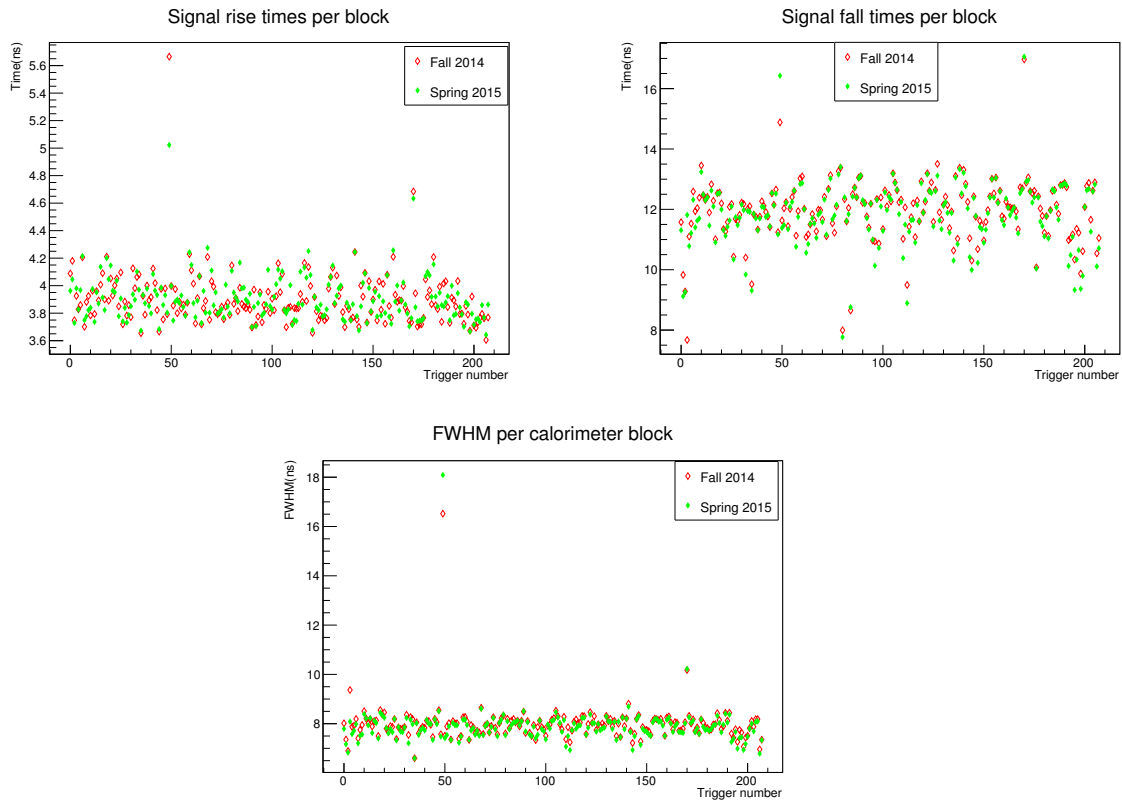 Signal rise times per block
Time(ns)
5.6
5.4
5.2
5
4.8
4.6
4.4
4.2
4
3.8
3.6
Fall 2014
Spring 2015
0 50 100 150 200
Trigger number
Signal fall times per block
Time(ns)
16
14
12
10
8
Fall 2014
Spring 2015
0 50 100 150 200
Trigger number
FWHM per calorimeter block
FWHM(ns)
18
16
14
12
10
8
Fall 2014
Spring 2015
0 50 100 150 200
Trigger number